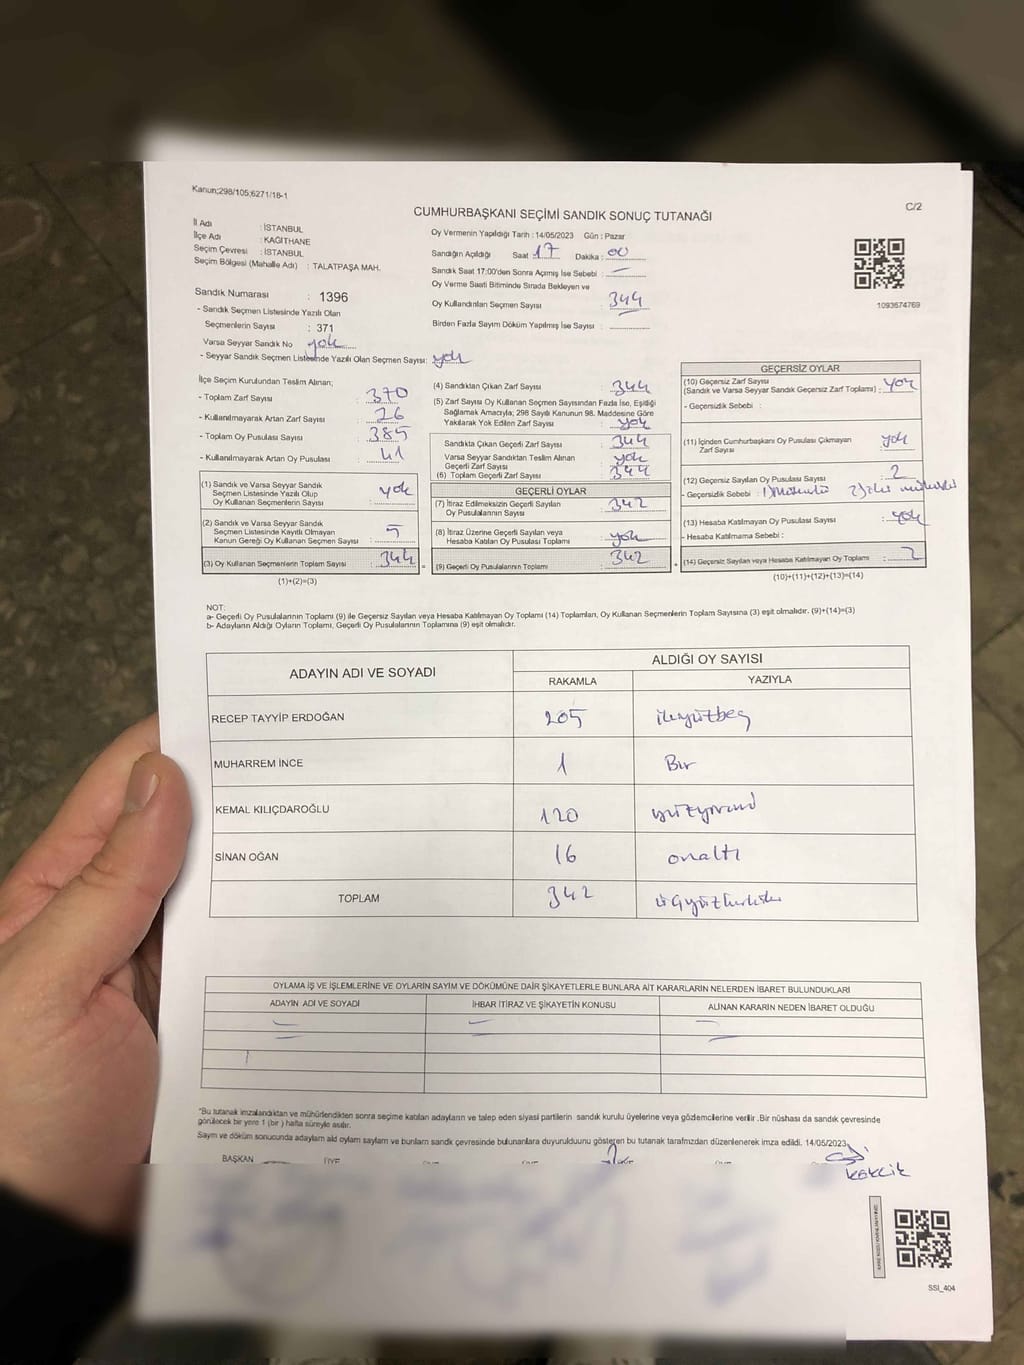 Kanun;298/105;6271/18-1
C/2
CUMHURBAŞKANI SEÇİMİ SANDIK SONUÇ TUTANAĞI
İl Adı : İSTANBUL
İlçe Adı : KAĞITHANE
Seçim Çevresi : İSTANBUL
Seçim Bölgesi (Mahalle Adı) : TALATPAŞA MAH.
Sandık Numarası : 1396
- Sandık Seçmen Listesinde Yazılı Olan
Seçmenlerin Sayısı : 371
Varsa Seyyar Sandık No yok
- Seyyar Sandık Seçmen Listesinde Yazılı Olan Seçmen Sayısı: yok
Oy Vermenin Yapıldığı Tarih : 14/05/2023 Gün : Pazar
Sandığın Açıldığı Saat 17 Dakika : 00
Sandık Saat 17:00'den Sonra Açımış İse Sebebi : —
Oy Verme Saati Bitiminde Sırada Bekleyen ve
Oy Kullandırılan Seçmen Sayısı : 344
Birden Fazla Sayım Döküm Yapılmış İse Sayısı :
1093674769
İlçe Seçim Kurulundan Teslim Alınan;
- Toplam Zarf Sayısı : 370
- Kullanılmayarak Artan Zarf Sayısı : 26
- Toplam Oy Pusulası Sayısı : 385
- Kullanılmayarak Artan Oy Pusulası : 41
(1) Sandık ve Varsa Seyyar Sandık
Seçmen Listesinde Yazılı Olup
Oy Kullanan Seçmenlerin Sayısı : yok
(2) Sandık ve Varsa Seyyar Sandık
Seçmen Listesinde Kayıtlı Olmayan
Kanun Gereği Oy Kullanan Seçmen Sayısı : 5
(3) Oy Kullanan Seçmenlerin Toplam Sayısı : 344
(1)+(2)=(3)
(4) Sandıktan Çıkan Zarf Sayısı : 344
(5) Zarf Sayısı Oy Kullanan Seçmen Sayısından Fazla İse, Eşitliği
Sağlamak Amacıyla; 298 Sayılı Kanunun 98. Maddesine Göre
Yakılarak Yok Edilen Zarf Sayısı : yok
Sandıkta Çıkan Geçerli Zarf Sayısı : 344
Varsa Seyyar Sandıktan Teslim Alınan
Geçerli Zarf Sayısı : yok
(6) Toplam Geçerli Zarf Sayısı : 344
GEÇERLİ OYLAR
(7) İtiraz Edilmeksizin Geçerli Sayılan
Oy Pusulalarının Sayısı : 342
(8) İtiraz Üzerine Geçerli Sayılan veya
Hesaba Katılan Oy Pusulası Toplamı : yok
(9) Geçerli Oy Pusulalarının Toplamı : 342
GEÇERSİZ OYLAR
(10) Geçersiz Zarf Sayısı
(Sandık ve Varsa Seyyar Sandık Geçersiz Zarf Toplamı) : yok
- Geçersizlik Sebebi :
(11) İçinden Cumhurbaşkanı Oy Pusulası Çıkmayan
Zarf Sayısı : yok
(12) Geçersiz Sayılan Oy Pusulası Sayısı : 2
- Geçersizlik Sebebi : 1) 2)
(13) Hesaba Katılmayan Oy Pusulası Sayısı : yok
- Hesaba Katılmama Sebebi :
(14) Geçersiz Sayılan veya Hesaba Katılmayan Oy Toplamı : 2
(10)+(11)+(12)+(13)=(14)
NOT:
a- Geçerli Oy Pusulalarının Toplamı (9) ile Geçersiz Sayılan veya Hesaba Katılmayan Oy Toplamı (14) Toplamları, Oy Kullanan Seçmenlerin Toplam Sayısına (3) eşit olmalıdır. (9)+(14)=(3)
b- Adayların Aldığı Oyların Toplamı, Geçerli Oy Pusulalarının Toplamına (9) eşit olmalıdır.
ADAYIN ADI VE SOYADI ALDIĞI OY SAYISI
RAKAMLA YAZIYLA
RECEP TAYYİP ERDOĞAN 205 ikiyüzbeş
MUHARREM İNCE 1 Bir
KEMAL KILIÇDAROĞLU 120 yüzyirmi
SİNAN OĞAN 16 onaltı
TOPLAM 342 üçyüzkırkiki
OYLAMA İŞ VE İŞLEMLERİNE VE OYLARIN SAYIM VE DÖKÜMÜNE DAİR ŞİKAYETLERLE BUNLARA AİT KARARLARIN NELERDEN İBARET BULUNDUKLARI
ADAYIN ADI VE SOYADI İHBAR İTİRAZ VE ŞİKAYETİN KONUSU ALINAN KARARIN NEDEN İBARET OLDUĞU
"Bu tutanak imzalandıktan ve mühürlendikten sonra seçime katılan adayların ve talep eden siyasi partilerin sandık kurulu üyelerine veya gözlemcilerine verilir .Bir nüshası da sandık çevresinde
görülecek bir yere 1 (bir ) hafta süreyle asılır.
Sayım ve döküm sonucunda adayların aldı oyların sayların ve bunların sandık çevresinde bulunanlara duyurulduunu gösteren bu tutanak tarafımızdan düzenlenerek imza edildi. 14/05/2023
BAŞKAN ÜYE
SSI_404